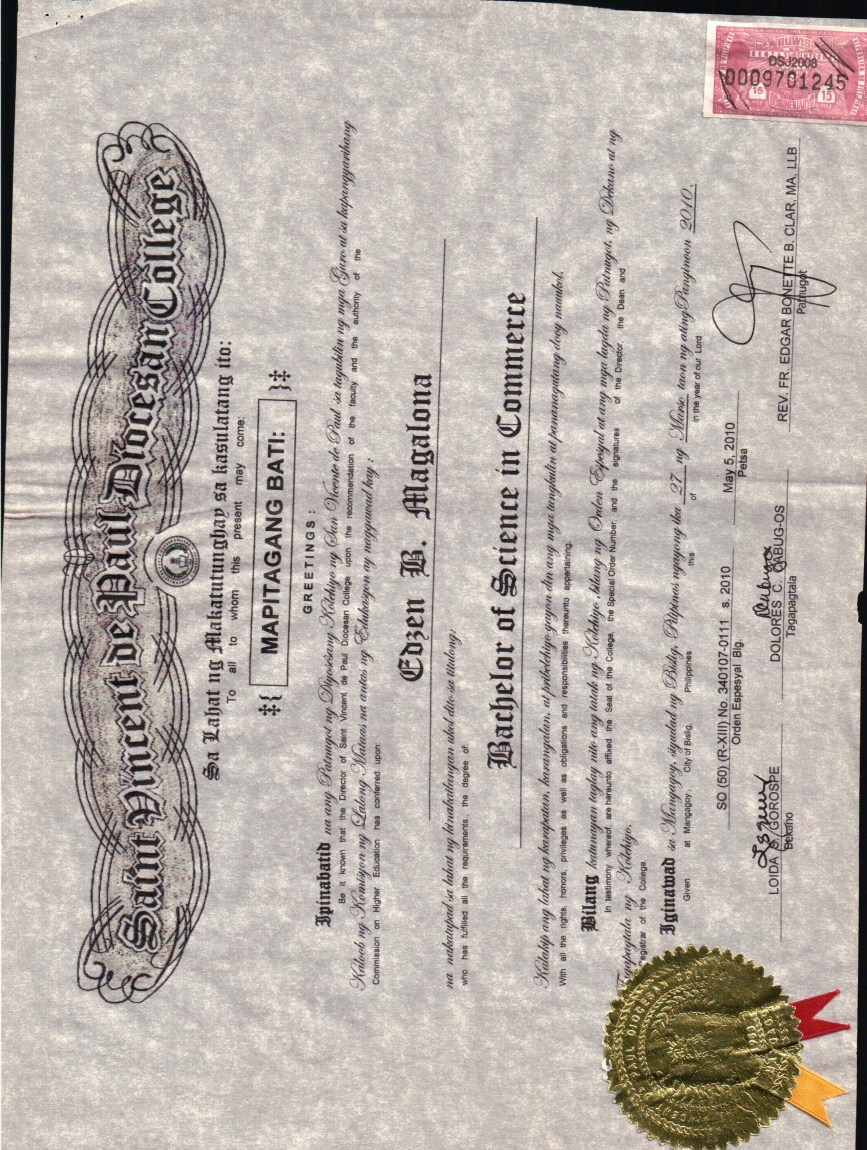 Saint Vincent de Paul Diocesan College
Sa Lahat ng Makatutunghay sa kasulatang ito:
To all to whom this present may come:
MAPITAGANG BATI:
GREETINGS:
Ipinabatid na ang Patnugot ng Diyosesang Kolehiyo ng San Vicente de Paul sa tagubilin ng mga Guro at sa kapangyarihang
Be it known that the Director of Saint Vincent de Paul Diocesan College upon the recommendation of the faculty and the authority of the
Kaloob ng Komisyon ng Lalong Mataas na antas ng Edukasyon ay naggawad kay :
Commission on Higher Education has conferred upon:
Edzen B. Magalona
na nakatupad sa lahat ng kanakailangan ukol dito sa titulong:
who has fulfilled all the requirements, the degree of:
Bachelor of Science in Commerce
Kalakip ang lahat ng karapatan, karangalan, at pribelehiyo gayon din ang mga tungkulin at pananagutang dooy nauukol.
With all the rights, honors, privileges as well as obligations and responsibilities thereunto appertaining.
Bilang katunayan taglay nito ang tatak ng Kolehiyo bilang ng Orden Espesyal at ang mga lagda ng Patnugot, ng Dekano at ng
In testimony whereof, are hereunto affixed the Seal of the College, the Special Order Number, and the signatures of the Director, the Dean and
Tagapagtala ng Kolehiyo.
Registrar of the College.
Iginawad sa Mangagoy, siyudad ng Bislig, Pilipinas ngayong ika 27 ng Marso taon ng ating Panginoon 2010.
Given at Mangagoy, City of Bislig, Philippines this of in the year of our Lord
SO (50) (R-XIII) No. 340107-0111 s. 2010
May 5, 2010
Orden Espesyal Blg.
Petsa
LOIDA S. GOROSPE
DOLORES C. CABUG-OS
REV. FR. EDGAR BONETTE B. CLAR, MA, LLB
Dekano
Tagapagtala
Patnugot
BUWIS
DSJ2008
0009701245
15
15
PAUL DIOCESAN